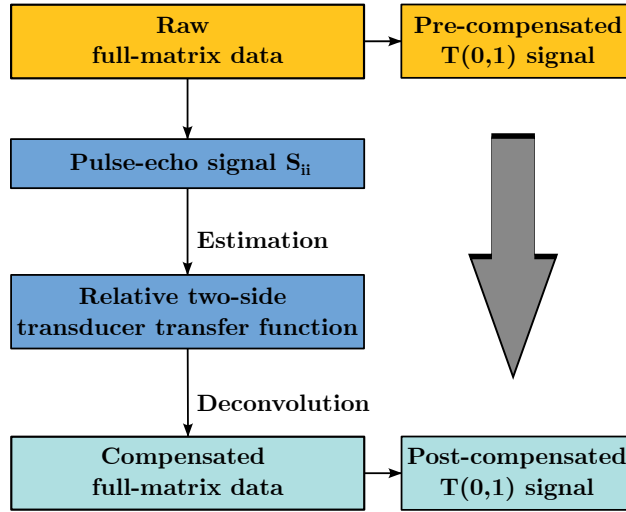 Raw
full-matrix data
Pre-compensated
T(0,1) signal
Pulse-echo signal Sᵢᵢ
Estimation
Relative two-side
transducer transfer function
Deconvolution
Compensated
full-matrix data
Post-compensated
T(0,1) signal